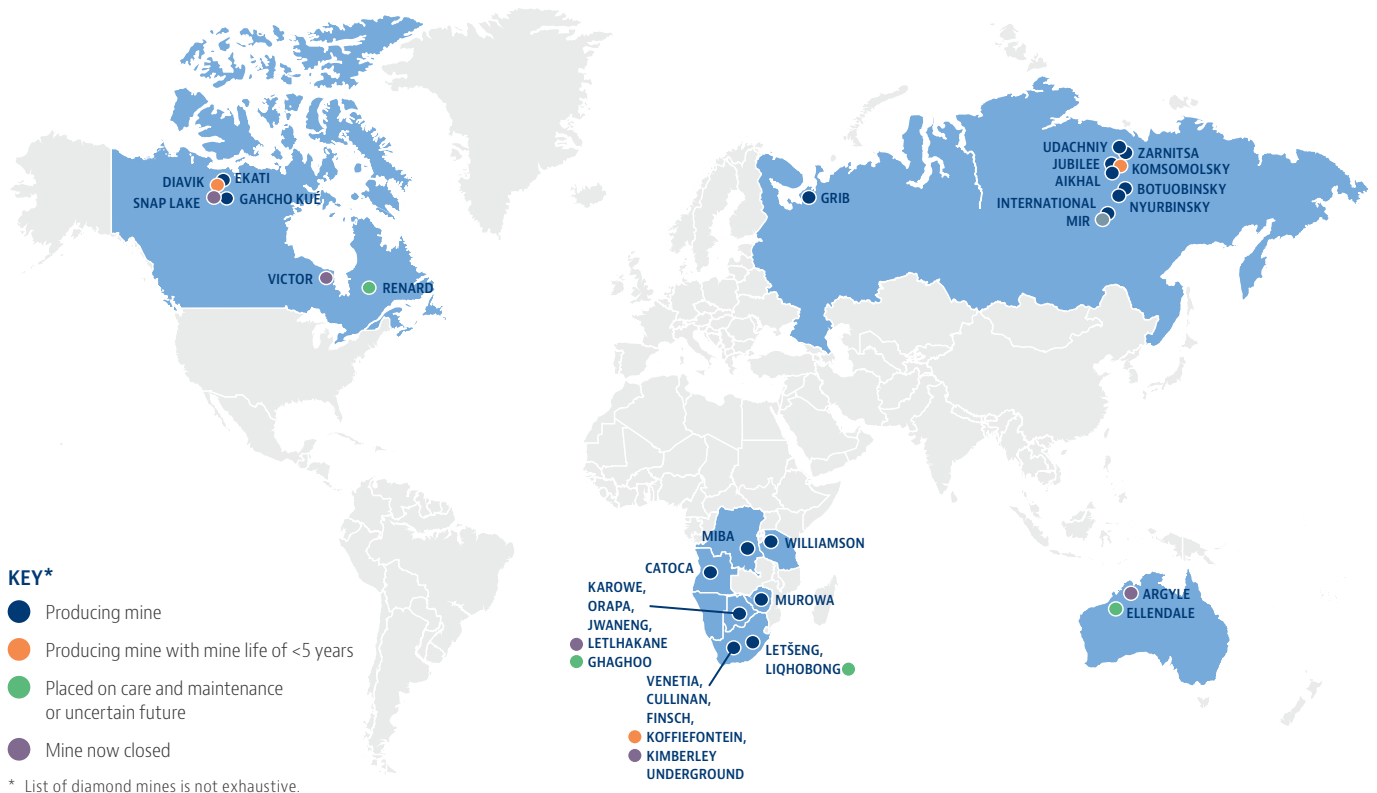 DIAVIK
EKATI
SNAP LAKE
GAHCHO KUÉ
VICTOR
RENARD
GRIB
UDACHNIY
ZARNITSA
JUBILEE
KOMSOMOLSKY
AIKHAL
BOTUOBINSKY
INTERNATIONAL
NYURBINSKY
MIR
MIBA
WILLIAMSON
CATOCA
KAROWE,
ORAPA,
JWANENG,
LETLHAKANE
GHAGHOO
MUROWA
LETŠENG,
LIQHOBONG
VENETIA,
CULLINAN,
FINSCH,
KOFFIEFONTEIN,
KIMBERLEY
UNDERGROUND
ARGYLE
ELLENDALE
KEY*
Producing mine
Producing mine with mine life of <5 years
Placed on care and maintenance
or uncertain future
Mine now closed
* List of diamond mines is not exhaustive.